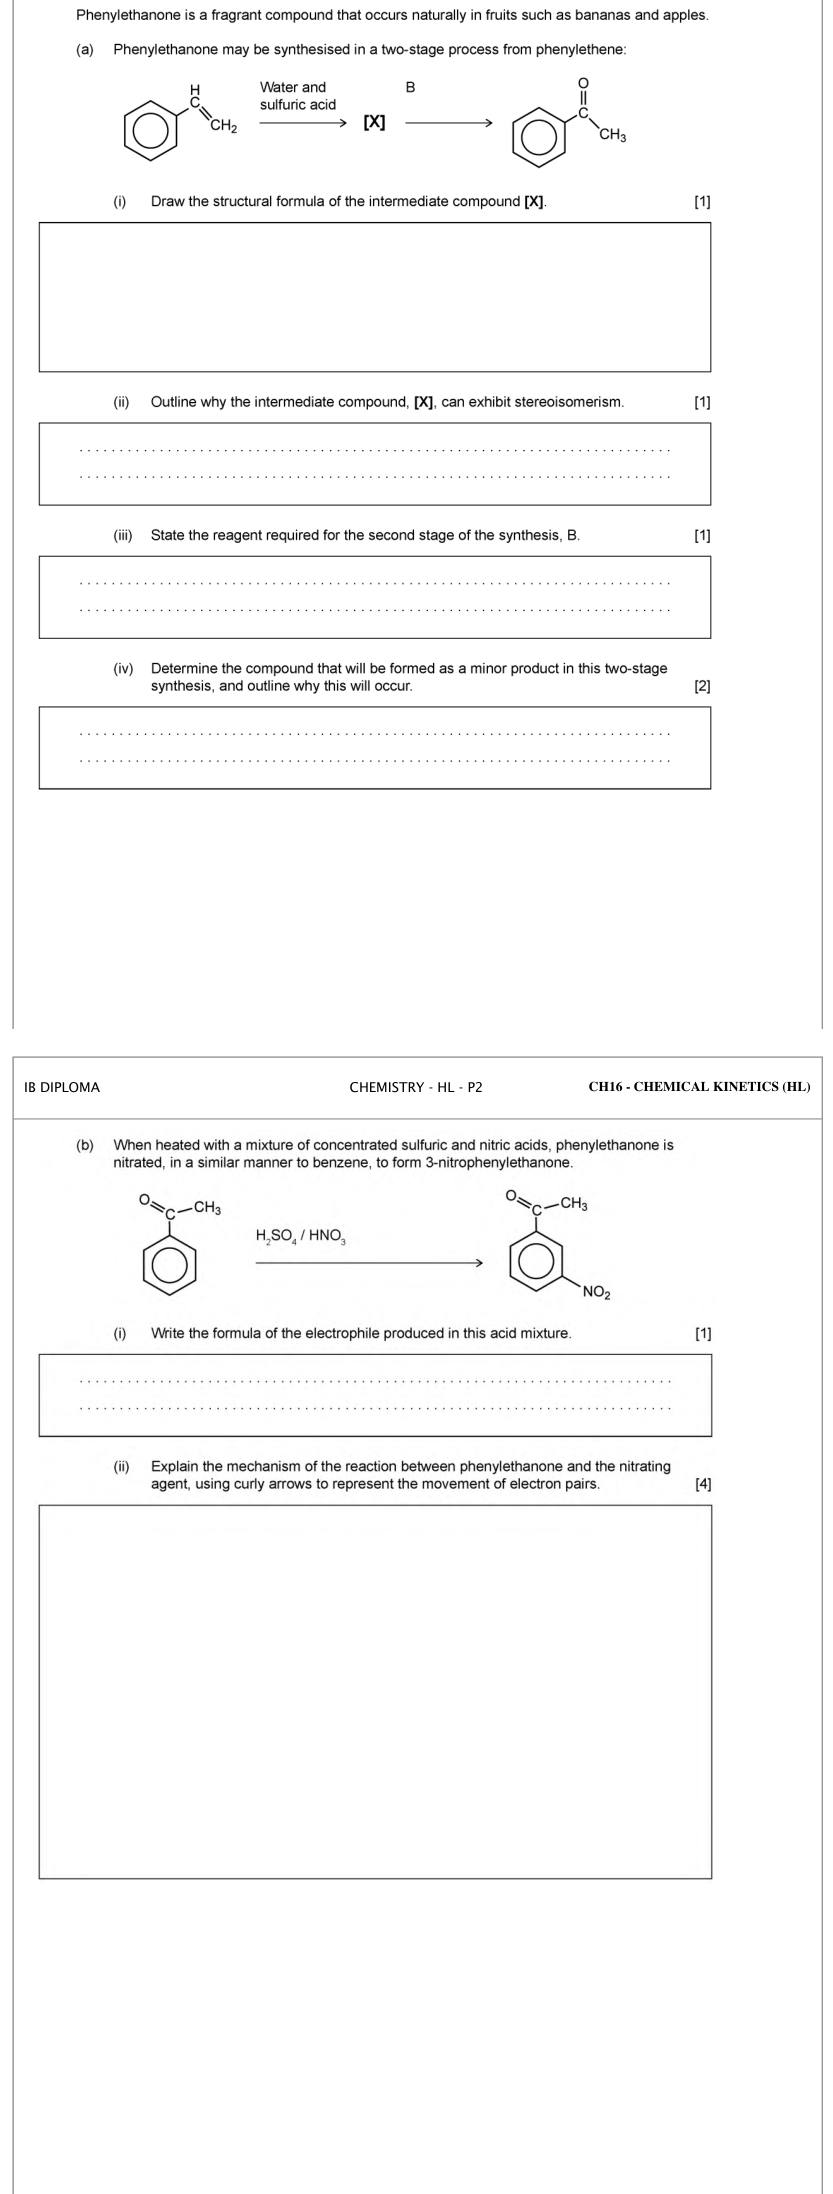 Phenylethanone is a fragrant compound that occurs naturally in fruits such as bananas and apples.
(a) Phenylethanone may be synthesised in a two-stage process from phenylethene:
H
C
CH2
Water and
sulfuric acid
[X]
B
O
C
CH3
(i) Draw the structural formula of the intermediate compound [X]. [1]
(ii) Outline why the intermediate compound, [X], can exhibit stereoisomerism. [1]
(iii) State the reagent required for the second stage of the synthesis, B. [1]
(iv) Determine the compound that will be formed as a minor product in this two-stage
synthesis, and outline why this will occur. [2]
IB DIPLOMA CHEMISTRY - HL - P2 CH16 - CHEMICAL KINETICS (HL)
(b) When heated with a mixture of concentrated sulfuric and nitric acids, phenylethanone is
nitrated, in a similar manner to benzene, to form 3-nitrophenylethanone.
O
C
CH3
H2SO4 / HNO3
O
C
CH3
NO2
(i) Write the formula of the electrophile produced in this acid mixture. [1]
(ii) Explain the mechanism of the reaction between phenylethanone and the nitrating
agent, using curly arrows to represent the movement of electron pairs. [4]